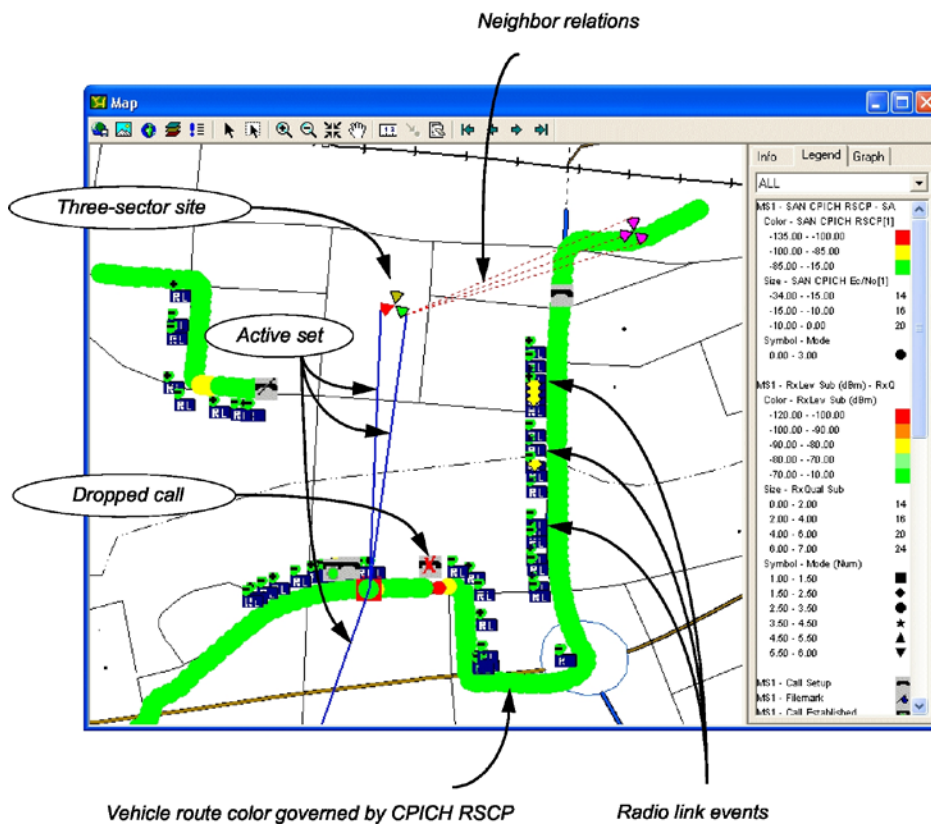 Neighbor relations
Map
Three-sector site
Active set
Dropped call
Info Legend Graph
ALL
MS1 - SAN CPICH RSCP - SA
Color - SAN CPICH RSCP[1]
-135.00 - -100.00
-100.00 - -85.00
-85.00 - -15.00
Size - SAN CPICH Ec/No[1]
-34.00 - -15.00 14
-15.00 - -10.00 16
-10.00 - 0.00 20
Symbol - Mode
0.00 - 3.00
MS1 - RxLev Sub (dBm) - RxQ
Color - RxLev Sub (dBm)
-120.00 - -100.00
-100.00 - -90.00
-90.00 - -80.00
-80.00 - -70.00
-70.00 - -10.00
Size - RxQual Sub
0.00 - 2.00 14
2.00 - 4.00 16
4.00 - 6.00 20
6.00 - 7.00 24
Symbol - Mode (Num)
1.00 - 1.50
1.50 - 2.50
2.50 - 3.50
3.50 - 4.50
4.50 - 5.50
5.50 - 6.00
MS1 - Call Setup
MS1 - Filemark
MS1 - Call Established
RL
RL
RL
RL
RL
RL
Vehicle route color governed by CPICH RSCP
Radio link events